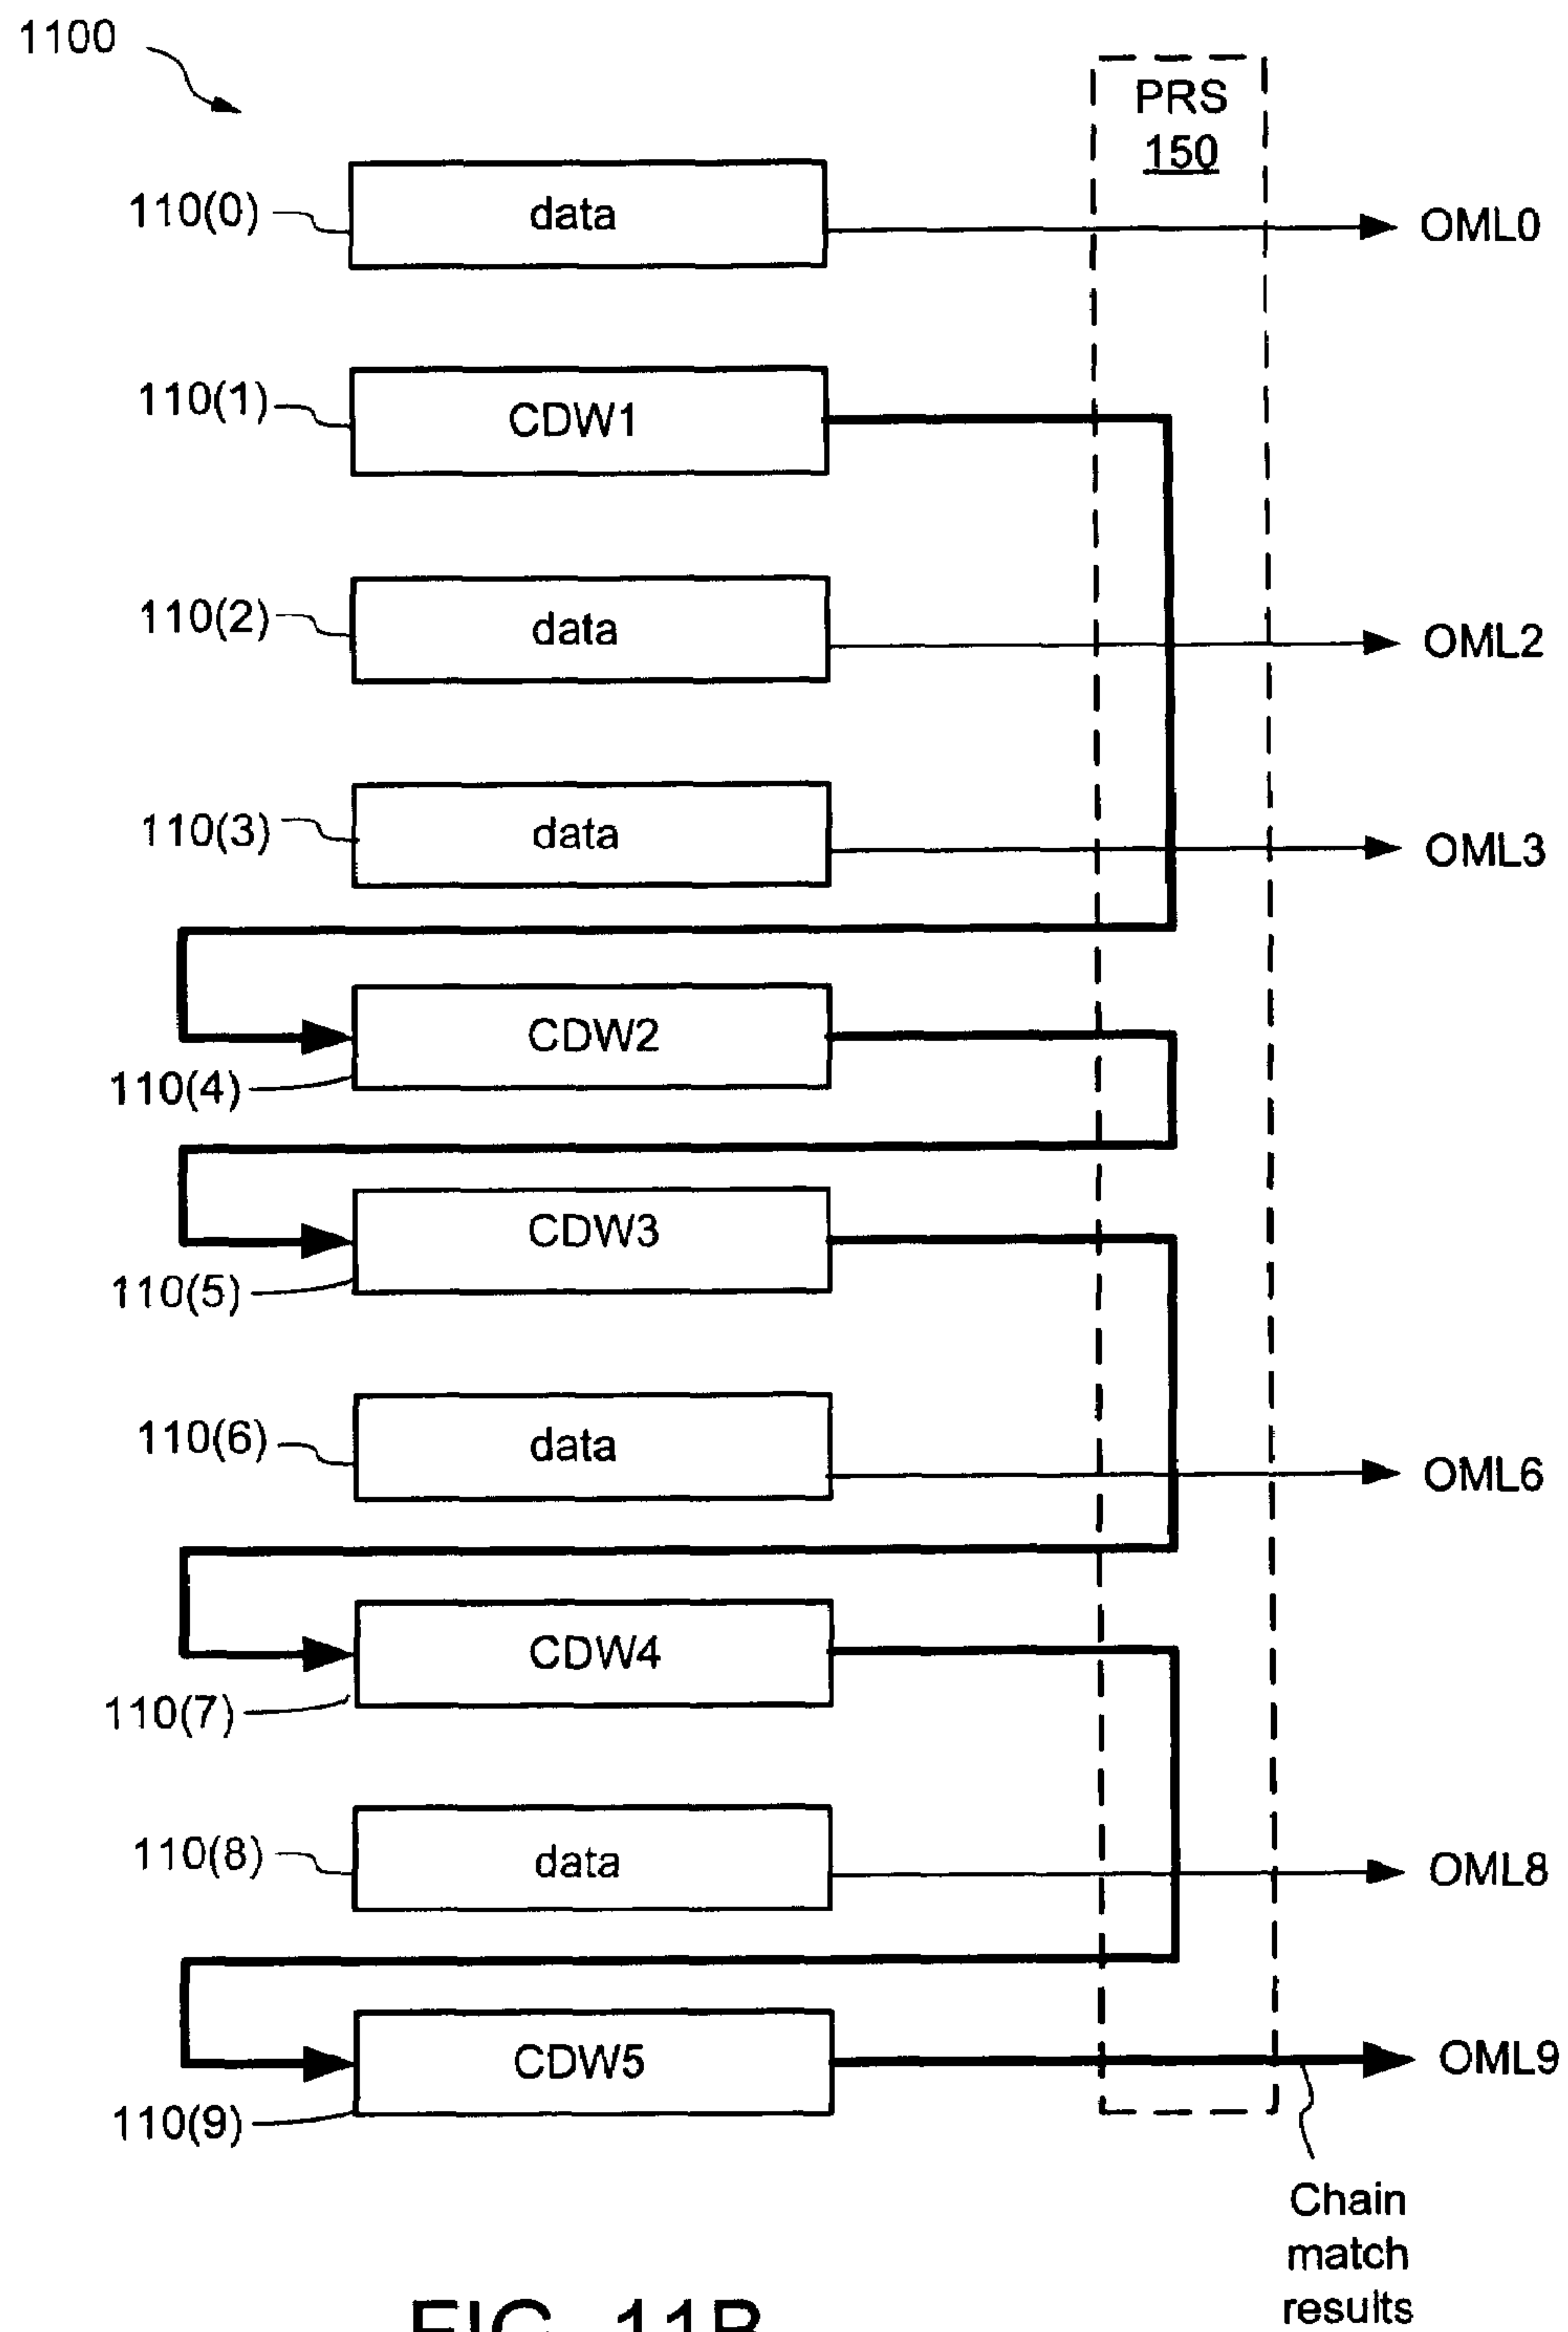 1100
PRS
150
110(0)
data
OML0
110(1)
CDW1
110(2)
data
OML2
110(3)
data
OML3
CDW2
110(4)
CDW3
110(5)
110(6)
data
OML6
CDW4
110(7)
110(8)
data
OML8
CDW5
OML9
110(9)
Chain
match
results
FIG. 11B